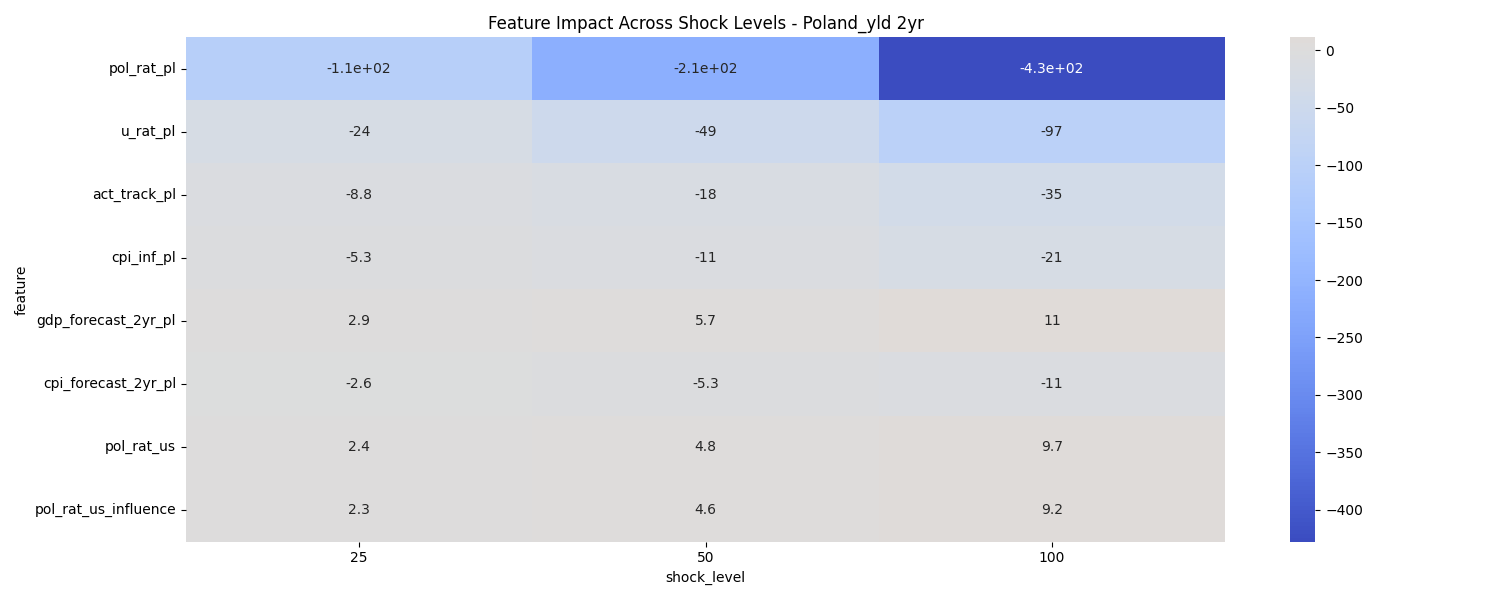 Feature Impact Across Shock Levels - Poland_yld 2yr
feature
pol_rat_pl -1.1e+02 -2.1e+02 -4.3e+02
u_rat_pl -24 -49 -97
act_track_pl -8.8 -18 -35
cpi_inf_pl -5.3 -11 -21
gdp_forecast_2yr_pl 2.9 5.7 11
cpi_forecast_2yr_pl -2.6 -5.3 -11
pol_rat_us 2.4 4.8 9.7
pol_rat_us_influence 2.3 4.6 9.2
25 50 100
shock_level
0
−50
−100
−150
−200
−250
−300
−350
−400